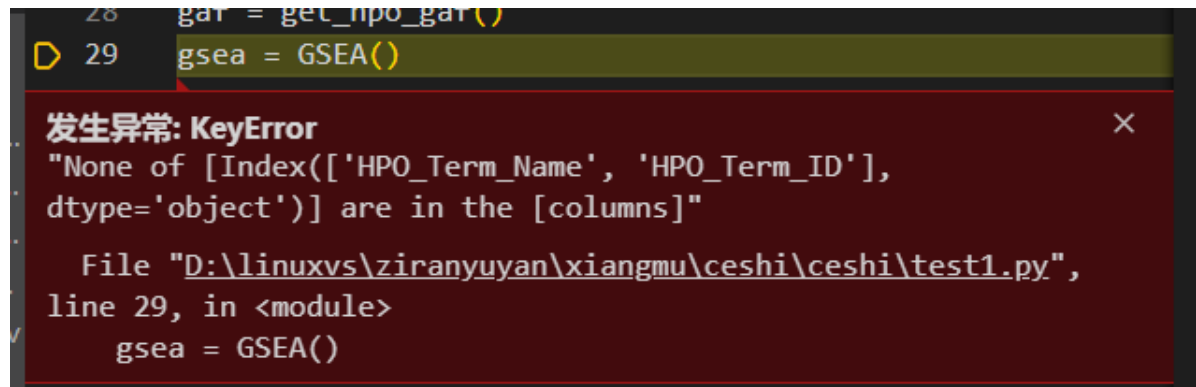 28 gaf = get_hpo_gaf()
29 gsea = GSEA()
发生异常: KeyError
"None of [Index(['HPO_Term_Name', 'HPO_Term_ID'],
dtype='object')] are in the [columns]"
File "D:\linuxvs\ziranyuyan\xiangmu\ceshi\ceshi\test1.py",
line 29, in <module>
gsea = GSEA()